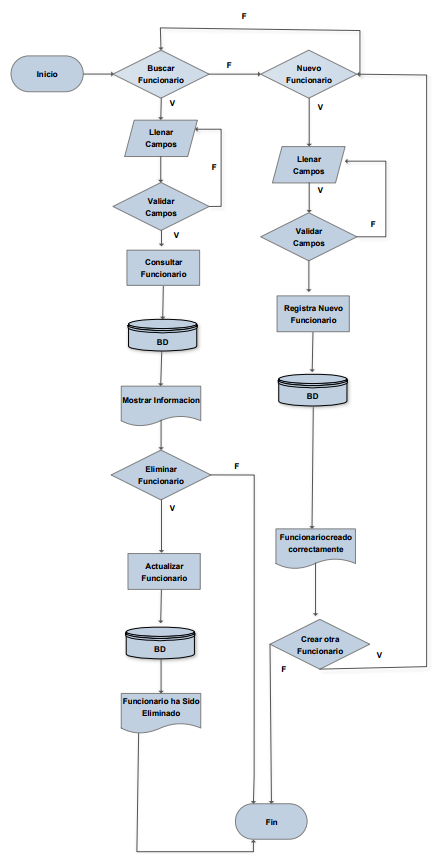 F
Inicio
Buscar
Funcionario
F
Nuevo
Funcionario
V
V
Llenar
Campos
F
Llenar
Campos
V
F
Validar
Campos
V
Validar
Campos
Consultar
Funcionario
Registra Nuevo
Funcionario
BD
BD
Mostrar Informacion
Eliminar
Funcionario
F
V
Funcionariocreado
correctamente
Actualizar
Funcionario
Crear otra
Funcionario
V
F
BD
Funcionario ha Sido
Eliminado
Fin